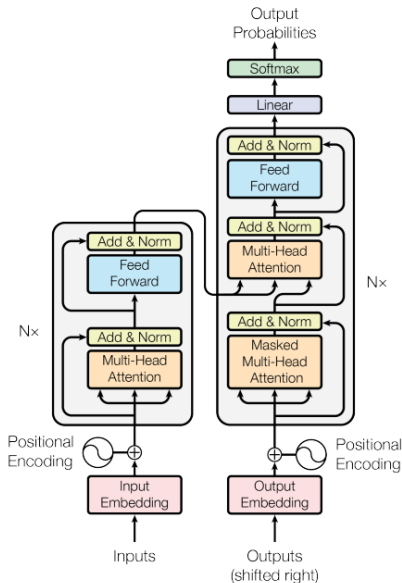 Output
Probabilities
Softmax
Linear
Add & Norm
Feed
Forward
Add & Norm
Multi-Head
Attention
Add & Norm
Masked
Multi-Head
Attention
N×
Add & Norm
Feed
Forward
N×
Add & Norm
Multi-Head
Attention
Positional
Encoding
Positional
Encoding
Input
Embedding
Output
Embedding
Inputs
Outputs
(shifted right)